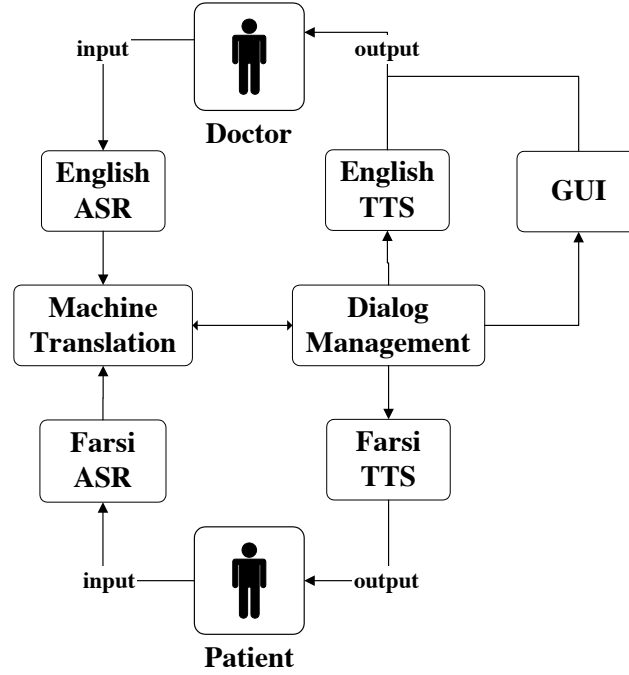 input
output
Doctor
English
ASR
English
TTS
GUI
Machine
Translation
Dialog
Management
Farsi
ASR
Farsi
TTS
input
output
Patient